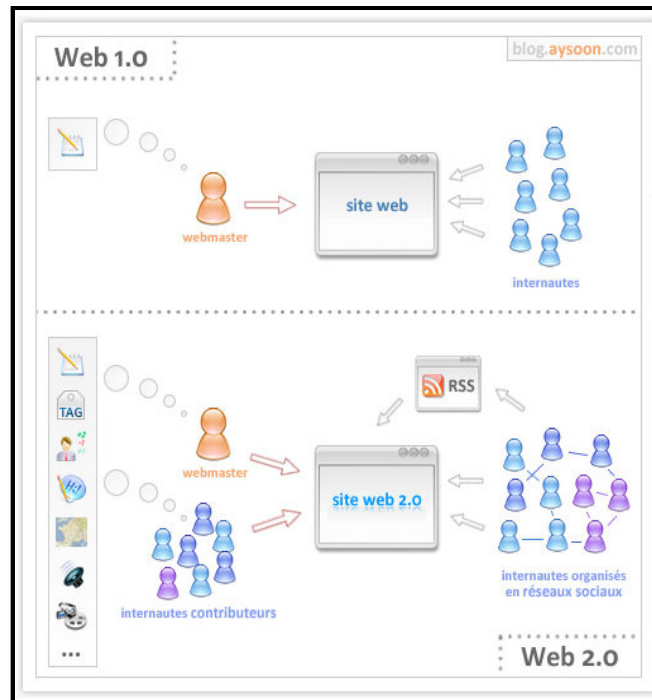 Web 1.0
blog.aysoon.com
webmaster
site web
internautes
TAG
Hi!
RSS
webmaster
site web 2.0
internautes contributeurs
internautes organisés
en réseaux sociaux
...
Web 2.0